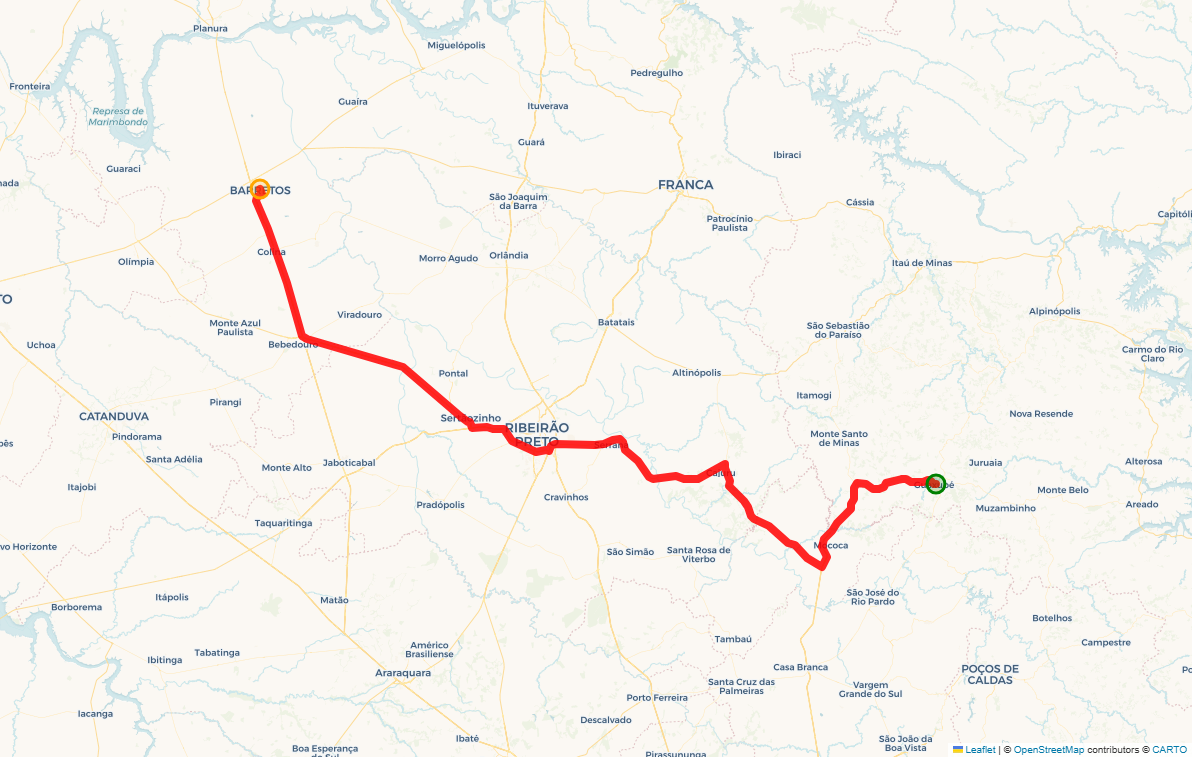 Planura
Miguelópolis
Pedregulho
Fronteira
Guaíra
Ituverava
Represa de
Marimbondo
Guará
Ibiraci
Guaraci
nada
BARRETOS
FRANCA
São Joaquim
da Barra
Cássia
Capitóli
Patrocínio
Paulista
Colina
Morro Agudo
Orlândia
Olímpia
Itaú de Minas
TO
Viradouro
Alpinópolis
Monte Azul
Paulista
Batatais
São Sebastião
do Paraíso
Uchoa
Bebedouro
Carmo do Rio
Claro
Pontal
Altinópolis
Itamogi
Pirangi
CATANDUVA
Sertãozinho
Nova Resende
RIBEIRÃO
PRETO
Pindorama
Monte Santo
de Minas
pês
Serrana
Santa Adélia
Monte Alto
Jaboticabal
Juruaia
Alterosa
Cajuru
Itajobi
Guaxupé
Monte Belo
Cravinhos
Pradópolis
Muzambinho
Areado
Taquaritinga
vo Horizonte
Mococa
São Simão
Santa Rosa de
Viterbo
Itápolis
Matão
São José do
Rio Pardo
Borborema
Botelhos
Tambaú
Campestre
Américo
Brasiliense
Tabatinga
Ibitinga
Casa Branca
POÇOS DE
CALDAS
Po
Araraquara
Santa Cruz das
Palmeiras
Vargem
Grande do Sul
Porto Ferreira
Iacanga
Descalvado
Ibaté
São João da
Boa Vista
Boa Esperança
do Sul
Pirassununga
Leaflet | © OpenStreetMap contributors © CARTO